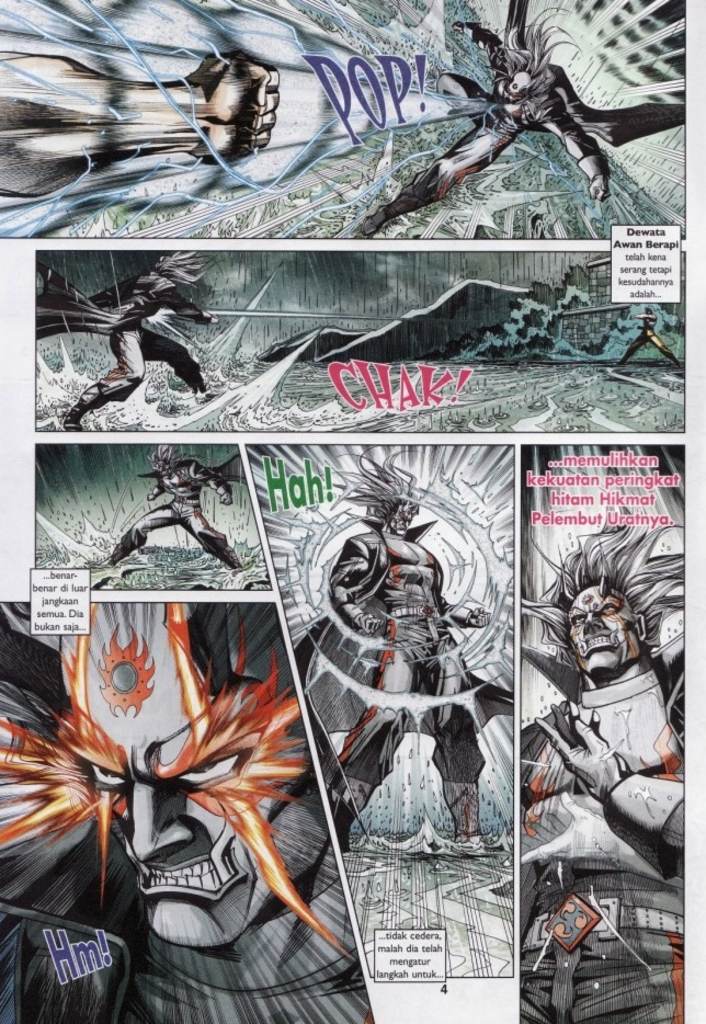 POP!
Dewata
Awan Berapi
telah kena
serang tetapi
kesudahannya
adalah...
CHAK!
...benar-
benar di luar
jangkaan
semua. Dia
bukan saja...
Hah!
...memulihkan
kekuatan peringkat
hitam Hikmat
Pelembut Uratnya.
Hm!
...tidak cedera,
malah dia telah
mengatur
langkah untuk...
4